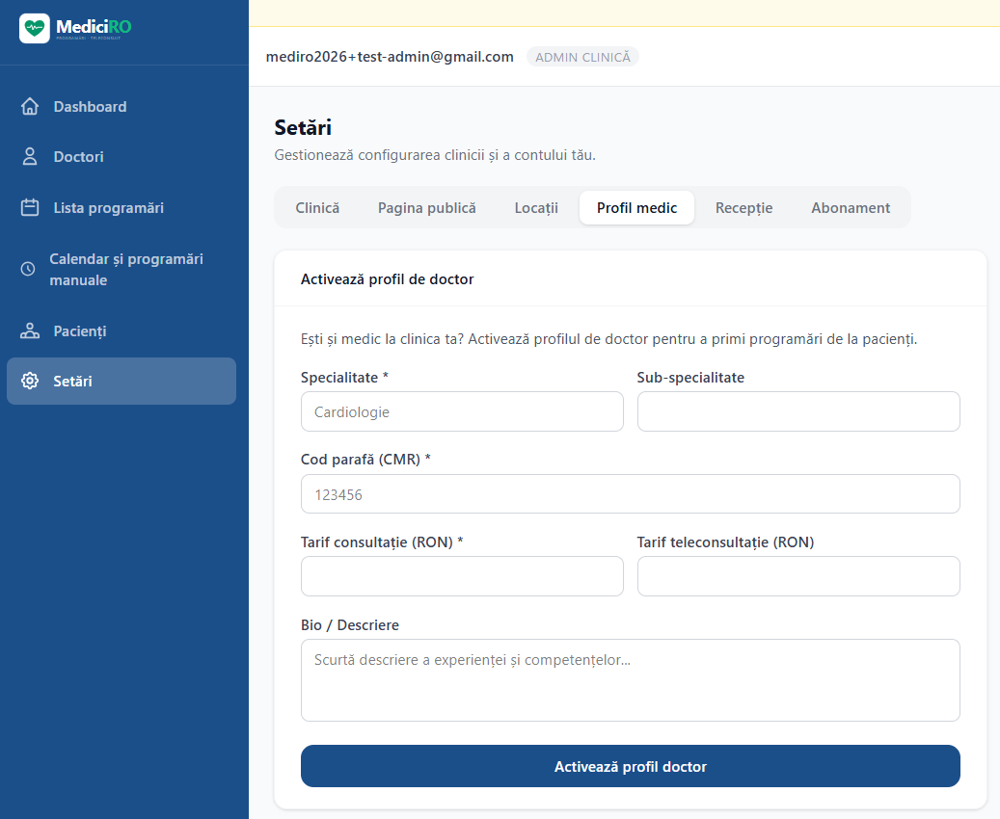 MediciRO
PROGRAMĂRI · TELECONSULT
mediro2026+test-admin@gmail.com
ADMIN CLINICĂ
Dashboard
Doctori
Lista programări
Calendar și programări
manuale
Pacienți
Setări
Setări
Gestionează configurarea clinicii și a contului tău.
Clinică
Pagina publică
Locații
Profil medic
Recepție
Abonament
Activează profil de doctor
Ești și medic la clinica ta? Activează profilul de doctor pentru a primi programări de la pacienți.
Specialitate *
Sub-specialitate
Cardiologie
Cod parafă (CMR) *
123456
Tarif consultație (RON) *
Tarif teleconsultație (RON)
Bio / Descriere
Scurtă descriere a experienței și competențelor...
Activează profil doctor